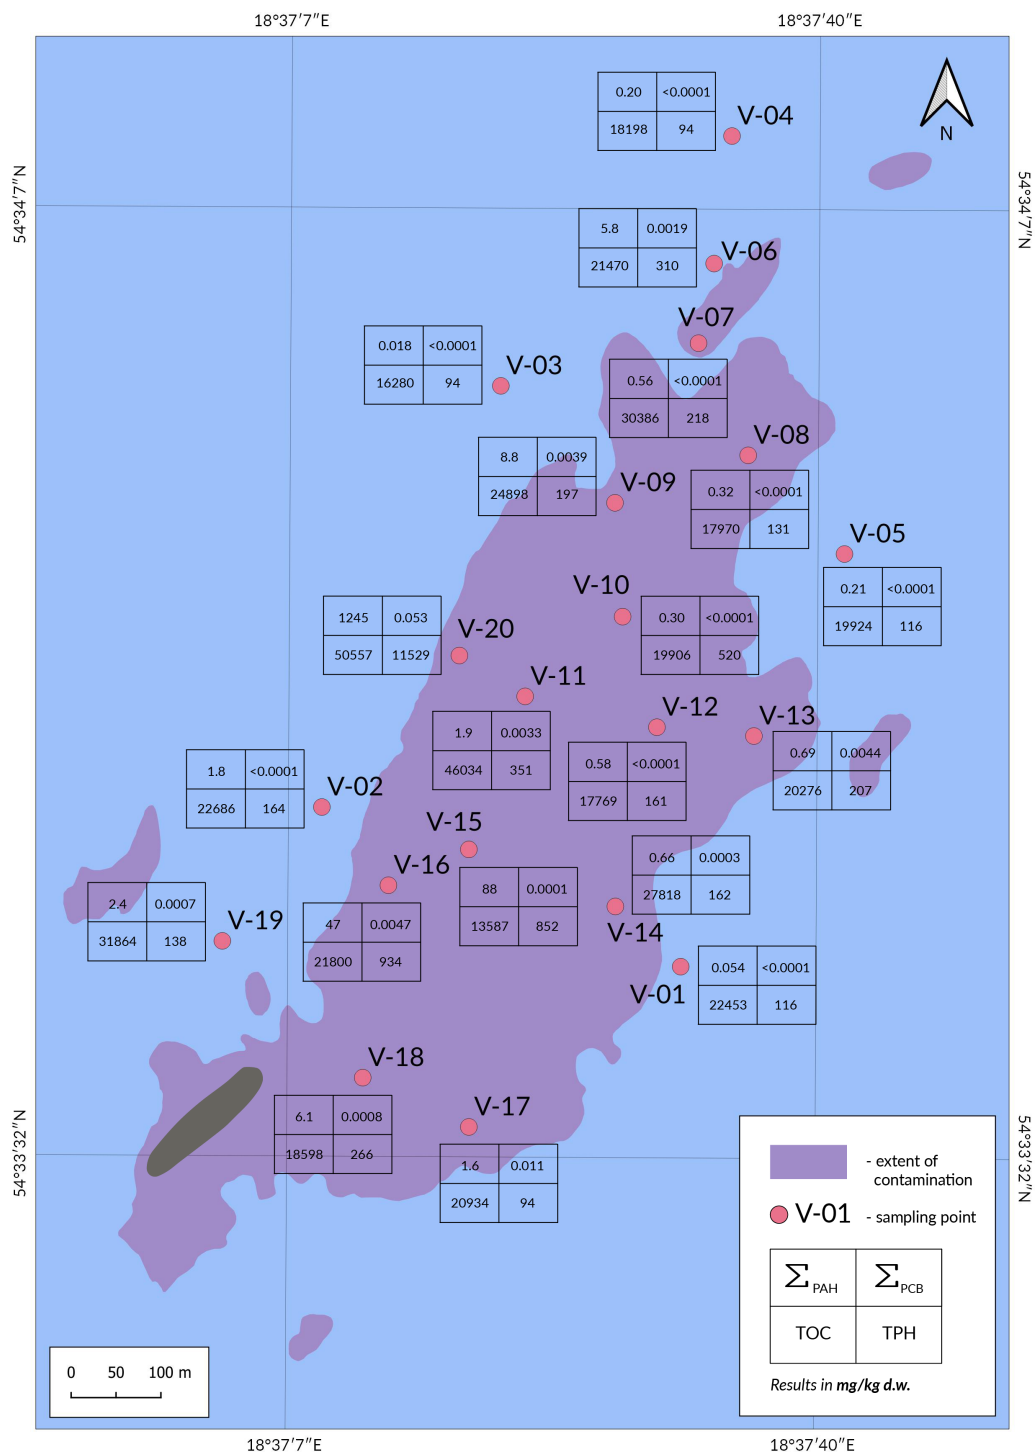 18°37′7″E 18°37′40″E
0.20 <0.0001
V-04
18198 94
N
54°34′7″N
54°34′7″N
5.8 0.0019
V-06
21470 310
V-07
0.018 <0.0001
V-03
16280 94
0.56 <0.0001
30386 218
V-08
8.8 0.0039
V-09
24898 197
0.32 <0.0001
17970 131
V-05
0.21 <0.0001
19924 116
V-10
1245 0.053
V-20
50557 11529
0.30 <0.0001
19906 520
V-11
V-12
V-13
1.9 0.0033
46034 351
0.58 <0.0001
17769 161
0.69 0.0044
20276 207
1.8 <0.0001
V-02
22686 164
V-15
V-16
88 0.0001
13587 852
0.66 0.0003
27818 162
V-14
2.4 0.0007
V-19
31864 138
47 0.0047
21800 934
V-01
0.054 <0.0001
22453 116
V-18
6.1 0.0008
18598 266
V-17
1.6 0.011
20934 94
54°33′32″N
54°33′32″N
- extent of
contamination
V-01 - sampling point
Σ PAH Σ PCB
TOC TPH
Results in mg/kg d.w.
0 50 100 m
18°37′7″E 18°37′40″E